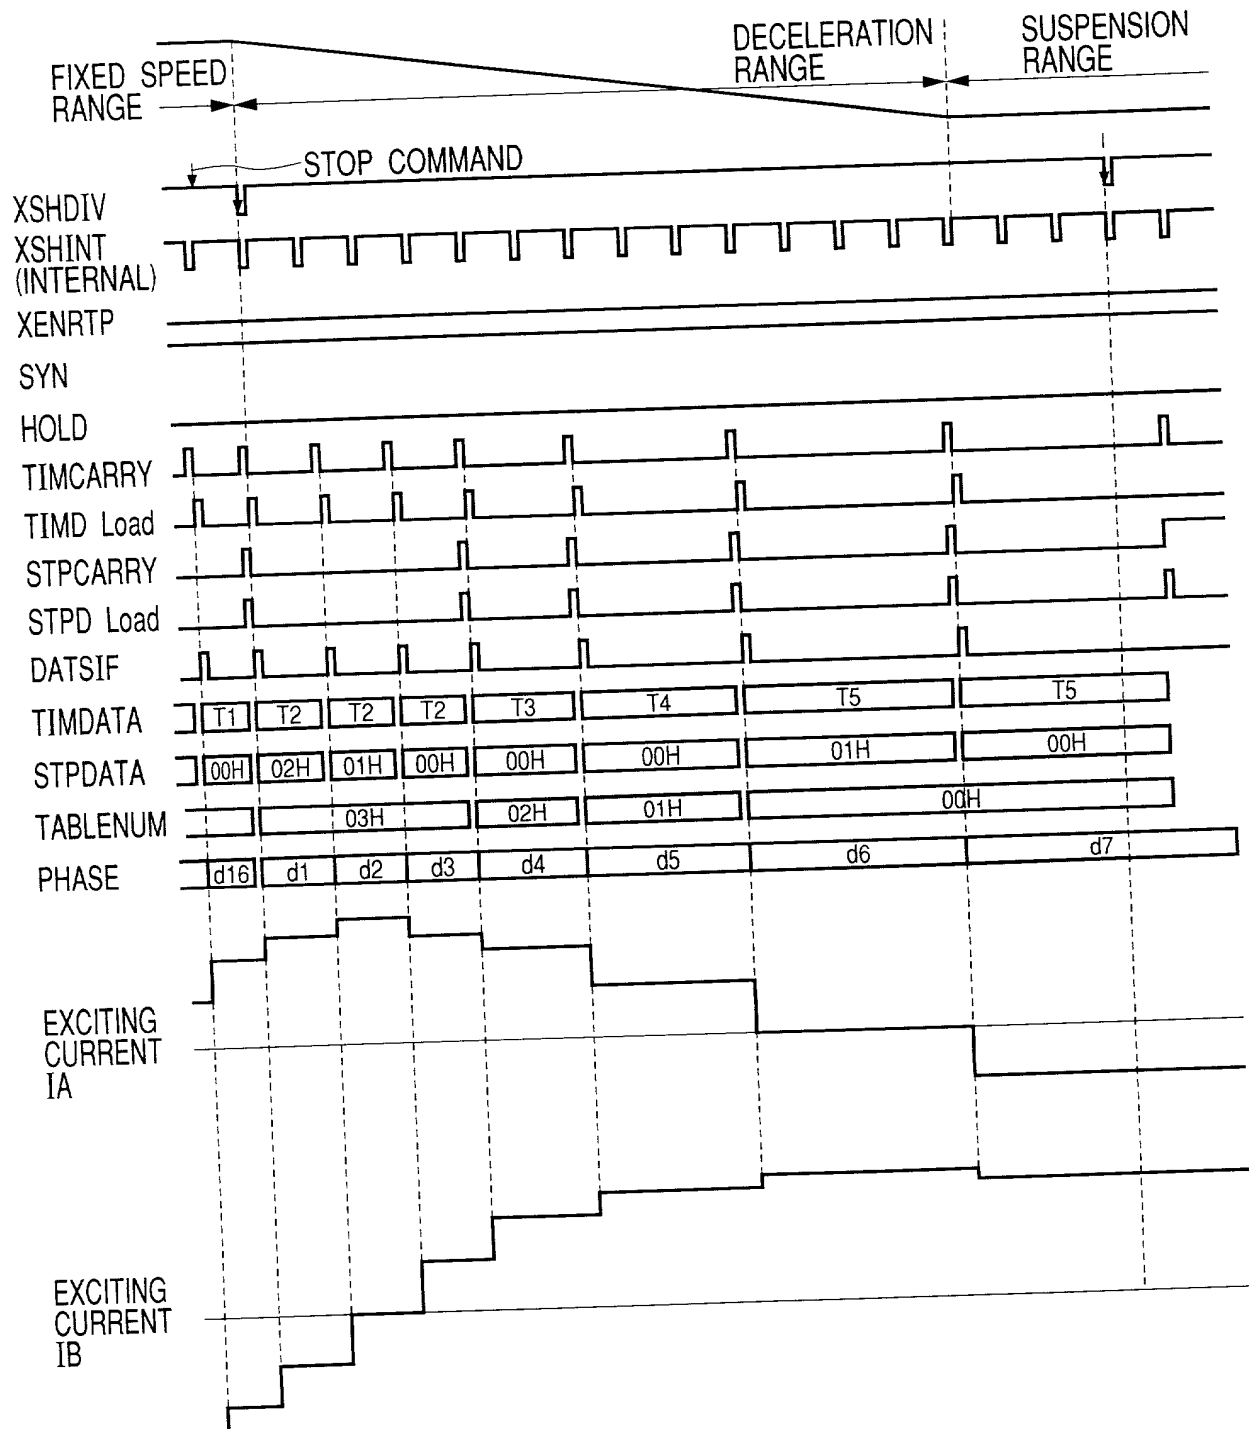 DECELERATION
RANGE
SUSPENSION
RANGE
FIXED SPEED
RANGE
STOP COMMAND
XSHDIV
XSHINT
(INTERNAL)
XENRTP
SYN
HOLD
TIMCARRY
TIMD Load
STPCARRY
STPD Load
DATSIF
TIMDATA T1 T2 T2 T2 T3 T4 T5 T5
STPDATA 00H 02H 01H 00H 00H 00H 01H 00H
TABLENUM 03H 02H 01H 00H
PHASE d16 d1 d2 d3 d4 d5 d6 d7
EXCITING
CURRENT
IA
EXCITING
CURRENT
IB